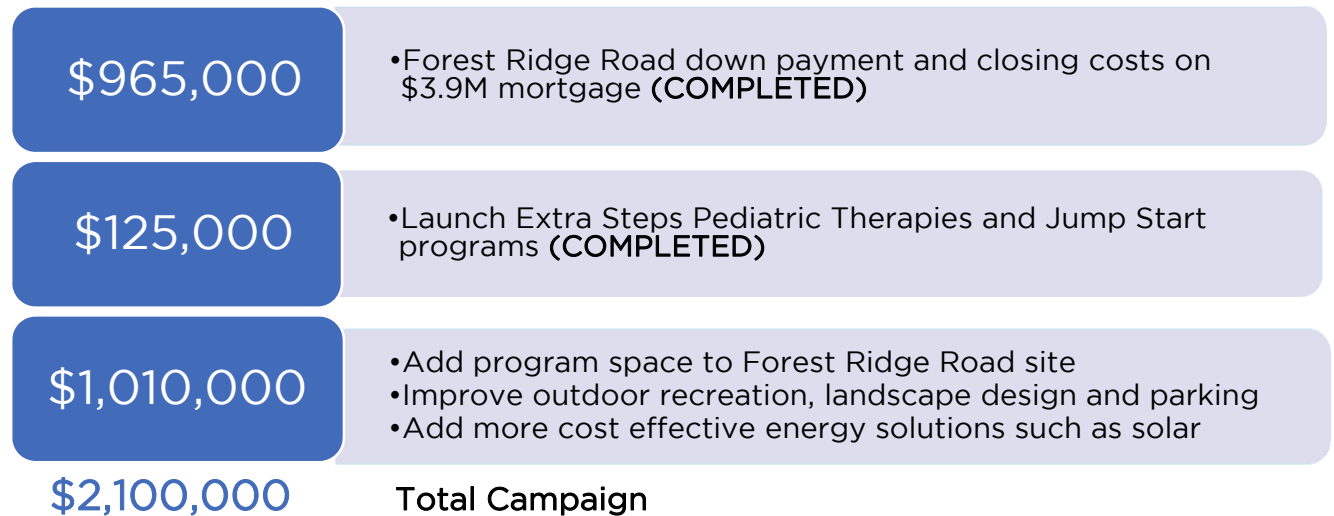 $965,000
•Forest Ridge Road down payment and closing costs on
$3.9M mortgage (COMPLETED)
$125,000
•Launch Extra Steps Pediatric Therapies and Jump Start
programs (COMPLETED)
$1,010,000
•Add program space to Forest Ridge Road site
•Improve outdoor recreation, landscape design and parking
•Add more cost effective energy solutions such as solar
$2,100,000
Total Campaign